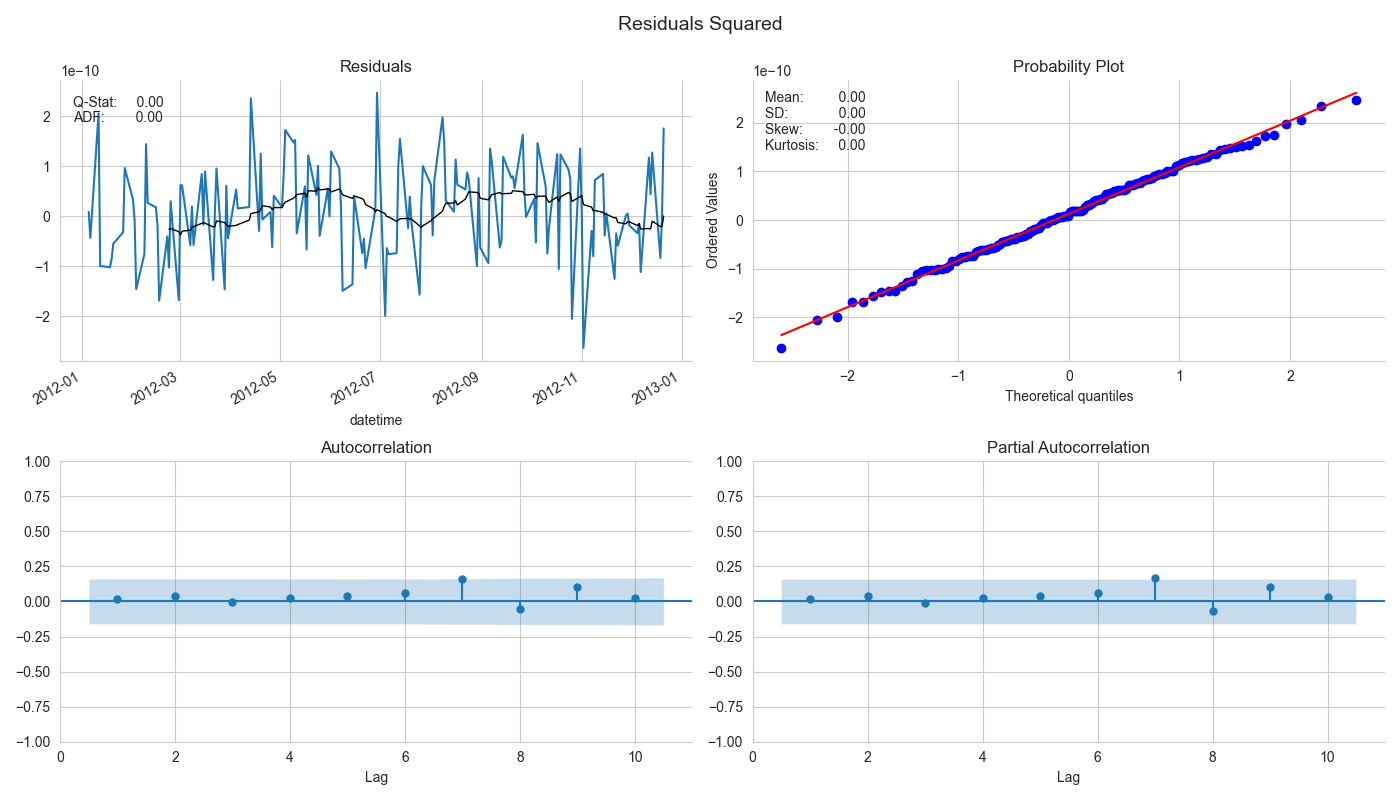 Residuals Squared
Residuals
1e−10
Q-Stat: 0.00
ADF: 0.00
2
1
0
−1
−2
2012-01
2012-03
2012-05
2012-07
2012-09
2012-11
2013-01
datetime
Probability Plot
1e−10
Mean: 0.00
SD: 0.00
Skew: -0.00
Kurtosis: 0.00
Ordered Values
2
1
0
−1
−2
−2
−1
0
1
2
Theoretical quantiles
Autocorrelation
1.00
0.75
0.50
0.25
0.00
−0.25
−0.50
−0.75
−1.00
0
2
4
6
8
10
Lag
Partial Autocorrelation
1.00
0.75
0.50
0.25
0.00
−0.25
−0.50
−0.75
−1.00
0
2
4
6
8
10
Lag